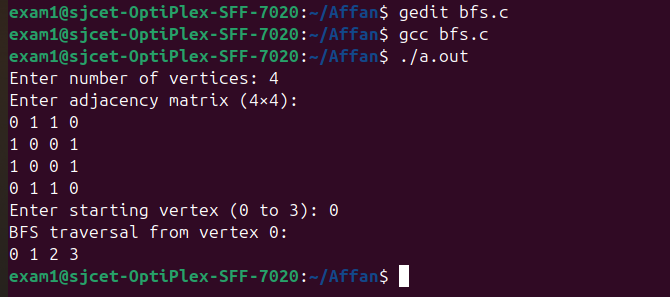 exam1@sjcet-OptiPlex-SFF-7020:~/Affan$ gedit bfs.c
exam1@sjcet-OptiPlex-SFF-7020:~/Affan$ gcc bfs.c
exam1@sjcet-OptiPlex-SFF-7020:~/Affan$ ./a.out
Enter number of vertices: 4
Enter adjacency matrix (4×4):
0 1 1 0
1 0 0 1
1 0 0 1
0 1 1 0
Enter starting vertex (0 to 3): 0
BFS traversal from vertex 0:
0 1 2 3
exam1@sjcet-OptiPlex-SFF-7020:~/Affan$